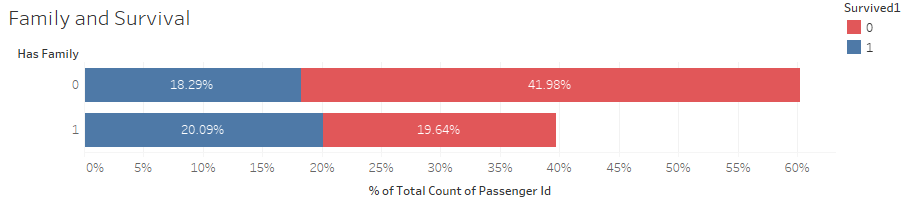 Family and Survival
Survived1
0
1
Has Family
0 18.29% 41.98%
1 20.09% 19.64%
0% 5% 10% 15% 20% 25% 30% 35% 40% 45% 50% 55% 60%
% of Total Count of Passenger Id